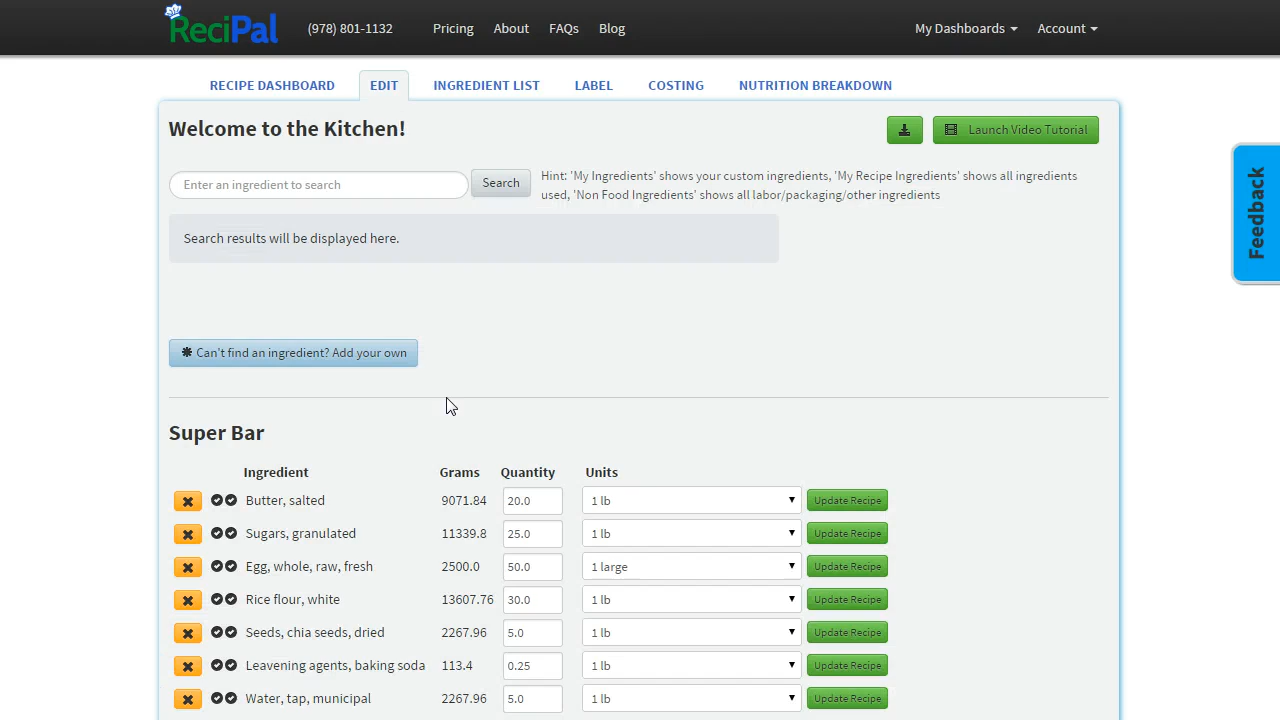 ReciPal (978) 801-1132 Pricing About FAQs Blog My Dashboards Account
RECIPE DASHBOARD EDIT INGREDIENT LIST LABEL COSTING NUTRITION BREAKDOWN
Welcome to the Kitchen! Launch Video Tutorial
Enter an ingredient to search Search Hint: 'My Ingredients' shows your custom ingredients, 'My Recipe Ingredients' shows all ingredients
used, 'Non Food Ingredients' shows all labor/packaging/other ingredients
Feedback
Search results will be displayed here.
Can't find an ingredient? Add your own
Super Bar
Ingredient Grams Quantity Units
Butter, salted 9071.84 20.0 1 lb Update Recipe
Sugars, granulated 11339.8 25.0 1 lb Update Recipe
Egg, whole, raw, fresh 2500.0 50.0 1 large Update Recipe
Rice flour, white 13607.76 30.0 1 lb Update Recipe
Seeds, chia seeds, dried 2267.96 5.0 1 lb Update Recipe
Leavening agents, baking soda 113.4 0.25 1 lb Update Recipe
Water, tap, municipal 2267.96 5.0 1 lb Update Recipe